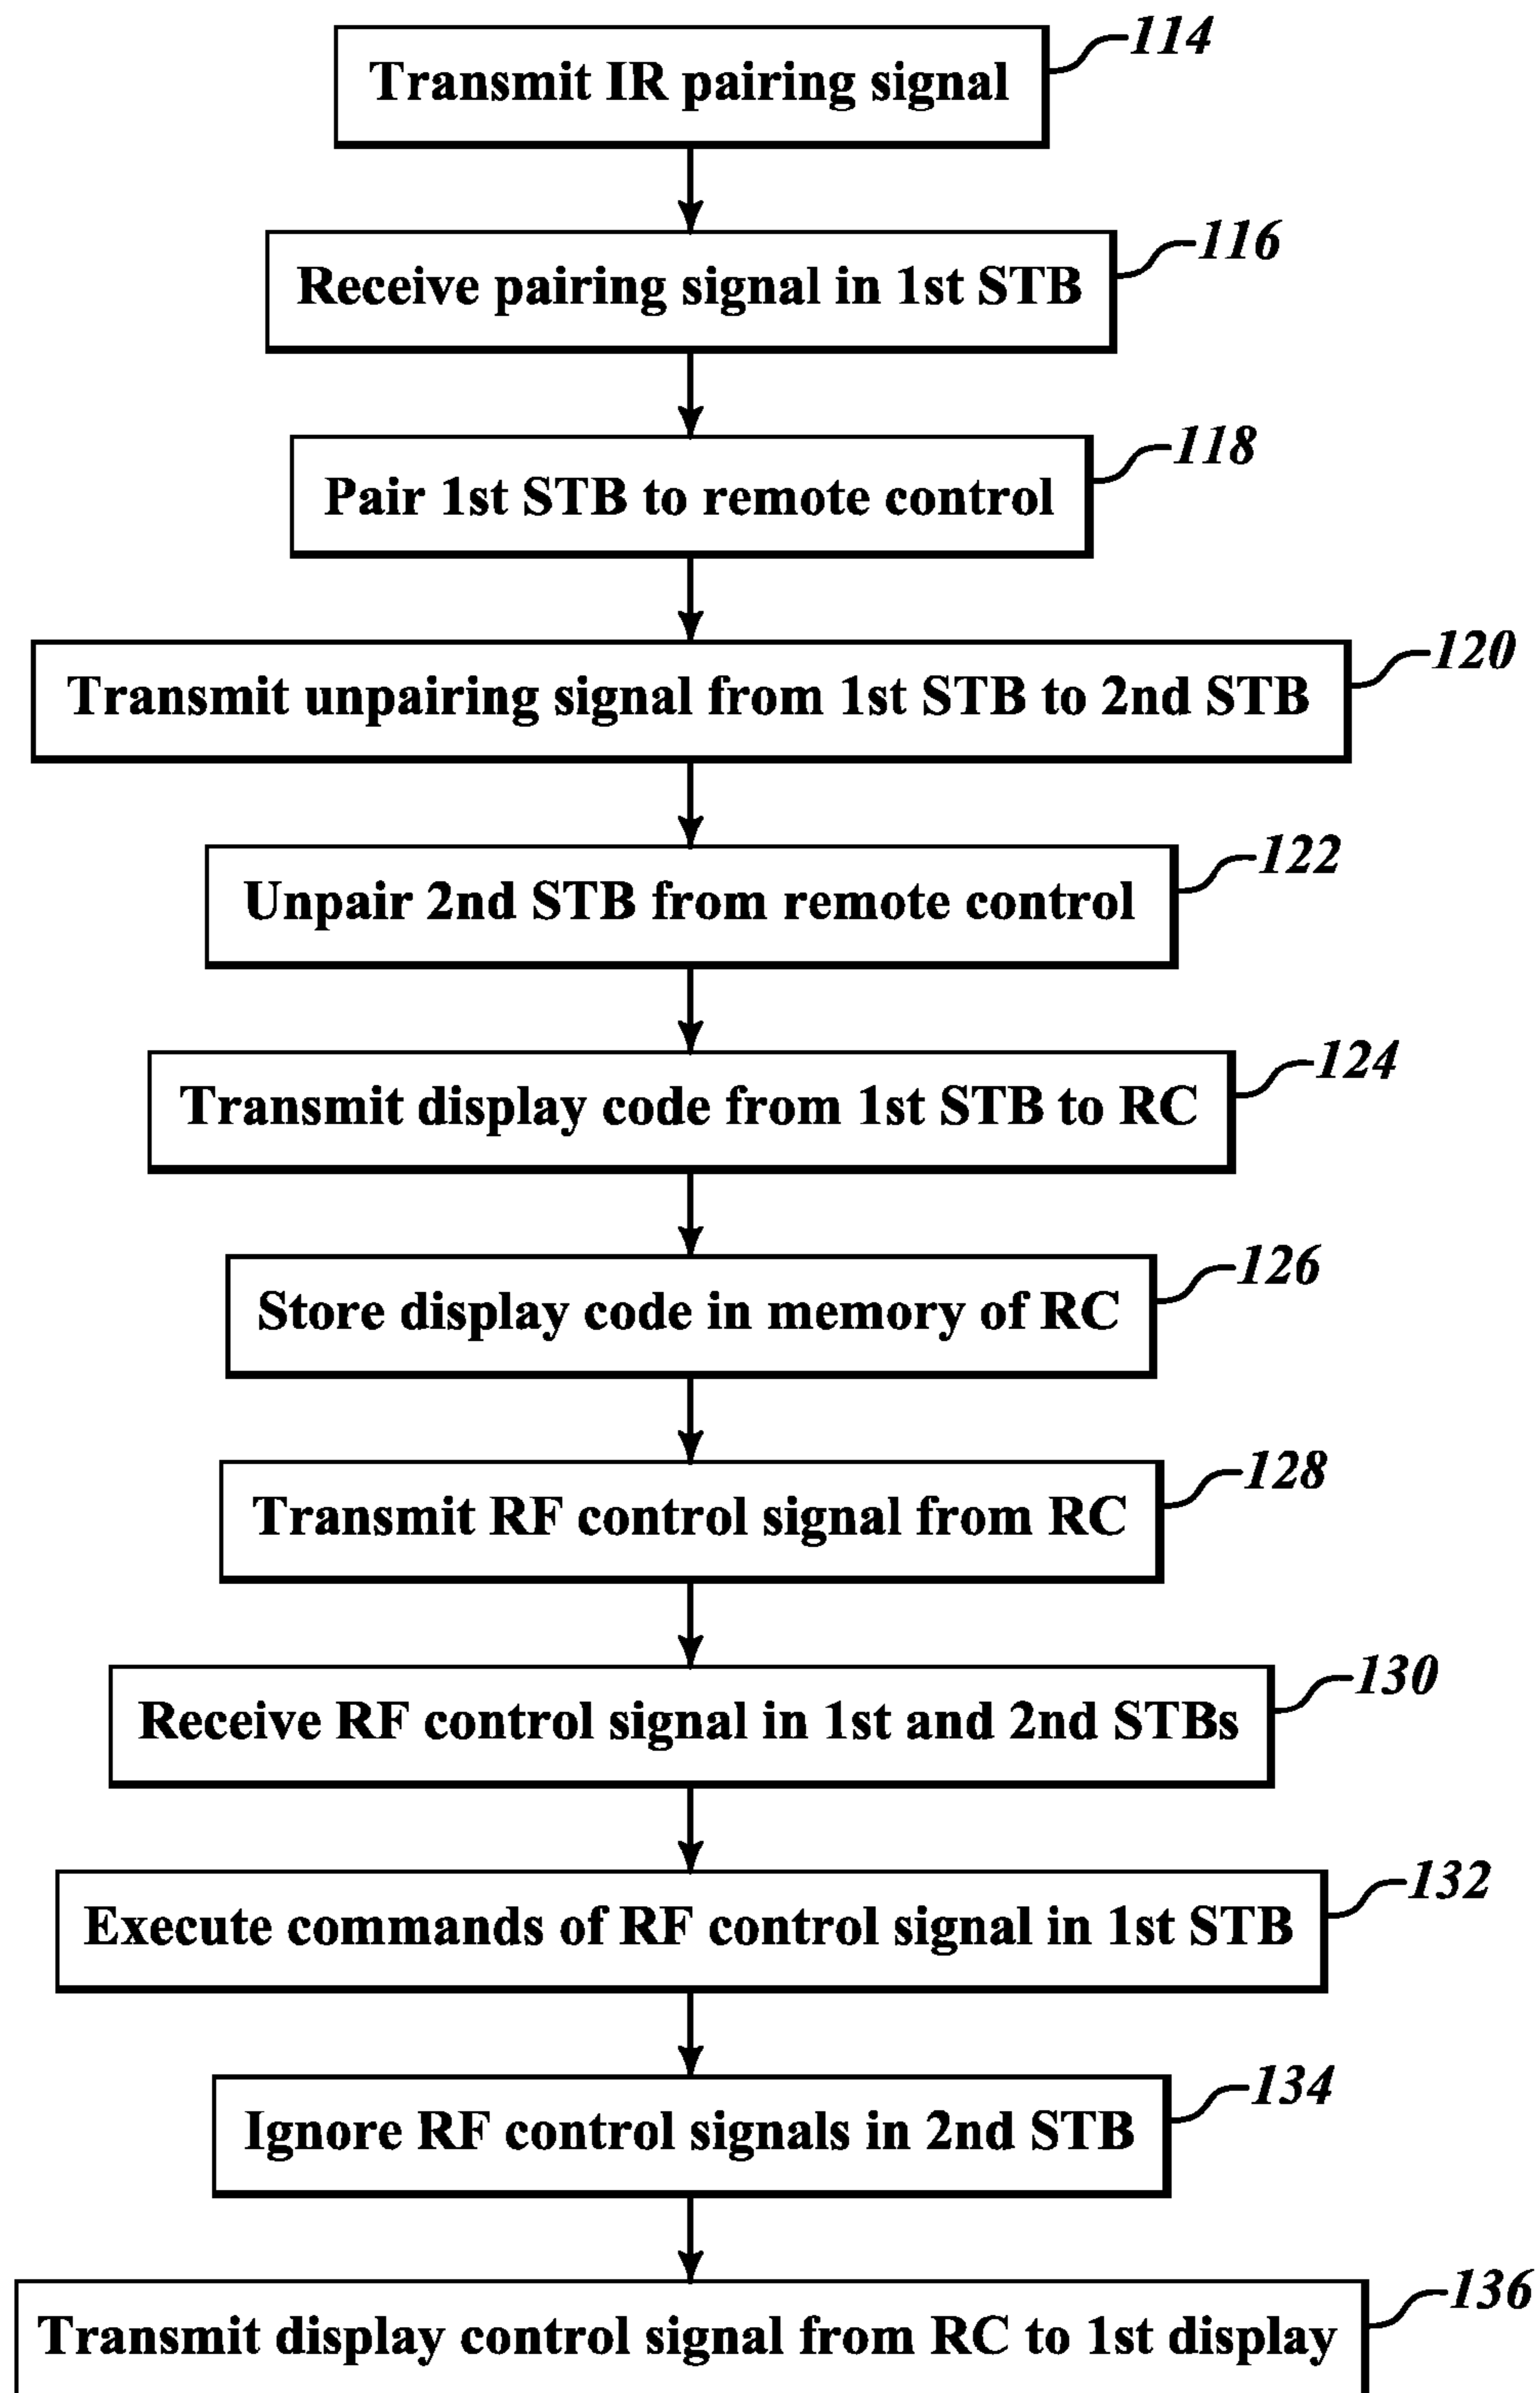 114
Transmit IR pairing signal
116
Receive pairing signal in 1st STB
118
Pair 1st STB to remote control
120
Transmit unpairing signal from 1st STB to 2nd STB
122
Unpair 2nd STB from remote control
124
Transmit display code from 1st STB to RC
126
Store display code in memory of RC
128
Transmit RF control signal from RC
130
Receive RF control signal in 1st and 2nd STBs
132
Execute commands of RF control signal in 1st STB
134
Ignore RF control signals in 2nd STB
136
Transmit display control signal from RC to 1st display